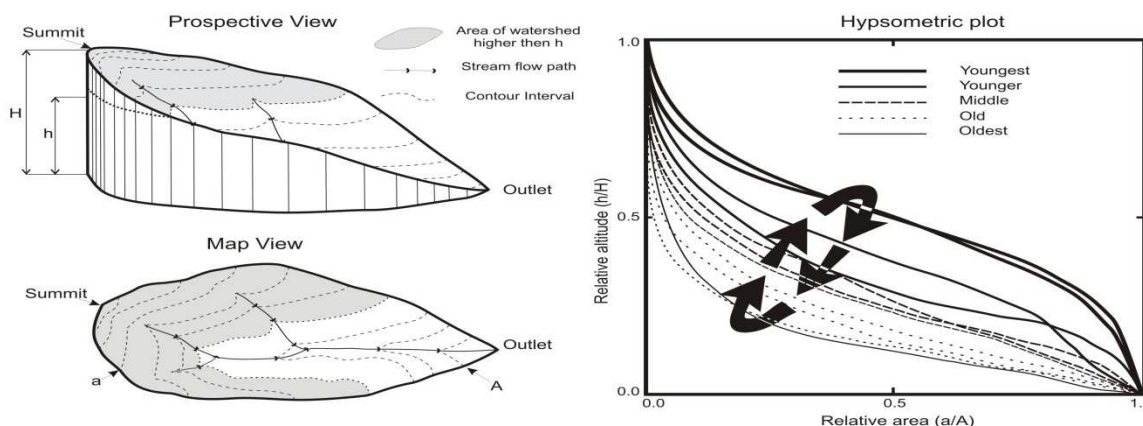 Prospective View
Summit
H
h
Outlet
Area of watershed
higher then h
Stream flow path
Contour Interval
Map View
Summit
a
Outlet
A
Hypsometric plot
1.0
Youngest
Younger
Middle
Old
Oldest
Relative altitude (h/H)
0.5
0.0
0.0
0.5
1.
Relative area (a/A)